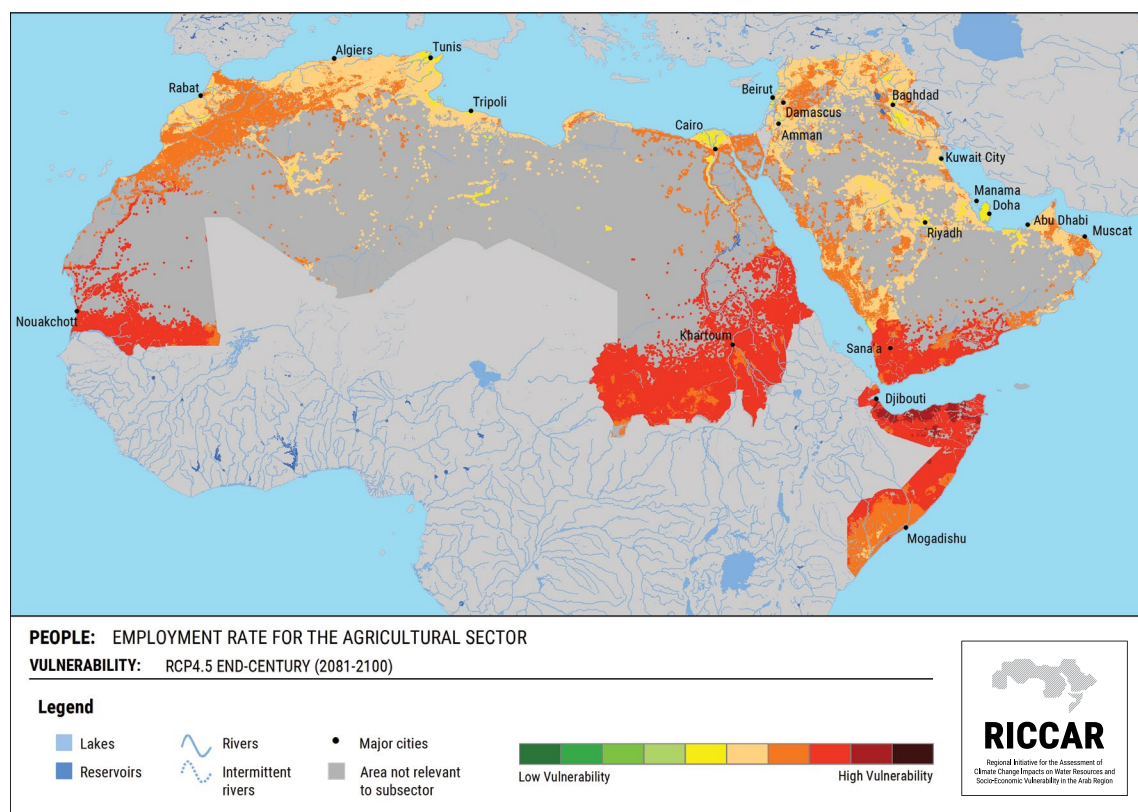 Algiers
Tunis
Rabat
Tripoli
Beirut
Baghdad
Damascus
Cairo
Amman
Kuwait City
Manama
Doha
Abu Dhabi
Riyadh
Muscat
Nouakchott
Khartoum
Sana'a
Djibouti
Mogadishu
PEOPLE: EMPLOYMENT RATE FOR THE AGRICULTURAL SECTOR
VULNERABILITY: RCP4.5 END-CENTURY (2081-2100)
Legend
Lakes
Rivers
Major cities
Reservoirs
Intermittent
rivers
Area not relevant
to subsector
Low Vulnerability
High Vulnerability
RICCAR
Regional Initiative for the Assessment of
Climate Change Impacts on Water Resources and
Socio-Economic Vulnerability in the Arab Region